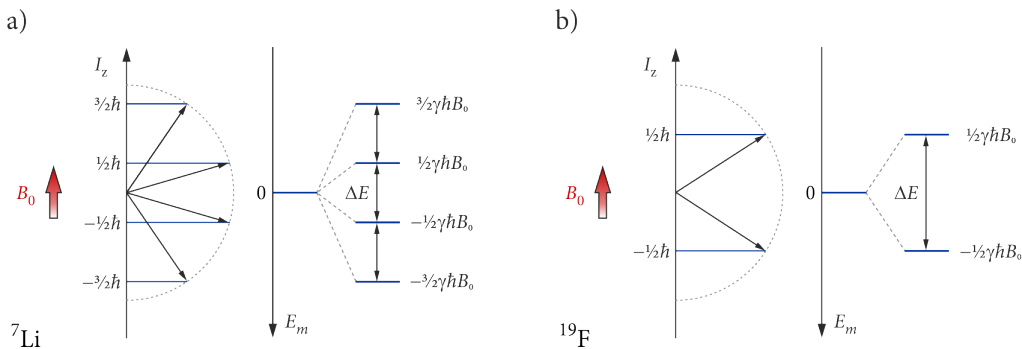 a)
I_z
³⁄₂ħ
½ħ
B₀
−½ħ
−³⁄₂ħ
⁷Li
0
ΔE
³⁄₂γħB₀
½γħB₀
−½γħB₀
−³⁄₂γħB₀
E_m
b)
I_z
½ħ
B₀
−½ħ
¹⁹F
0
ΔE
½γħB₀
−½γħB₀
E_m